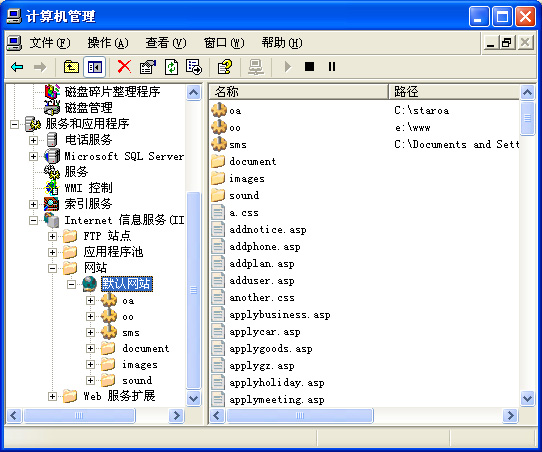 计算机管理
文件(F) 操作(A) 查看(V) 窗口(W) 帮助(H)
磁盘碎片整理程序
磁盘管理
服务和应用程序
电话服务
Microsoft SQL Server
服务
WMI 控制
索引服务
Internet 信息服务(II
FTP 站点
应用程序池
网站
默认网站
oa
oo
sms
document
images
sound
Web 服务扩展
名称 路径
oa C:\staroa
oo e:\www
sms C:\Documents and Sett
document
images
sound
a.css
addnotice.asp
addphone.asp
addplan.asp
adduser.asp
another.css
applybusiness.asp
applycar.asp
applygoods.asp
applygz.asp
applyholiday.asp
applymeeting.asp